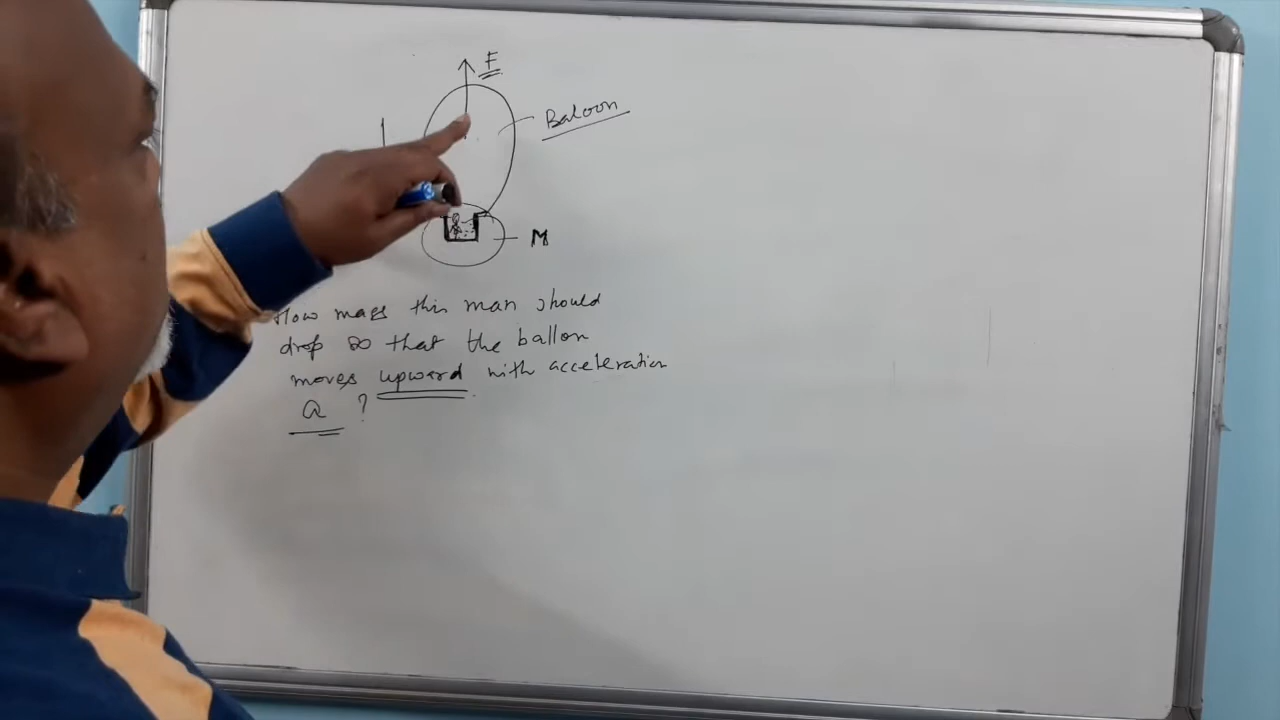 F
Baloon
M
How mass this man should
drop so that the ballon
moves upward with acceleration
a ?